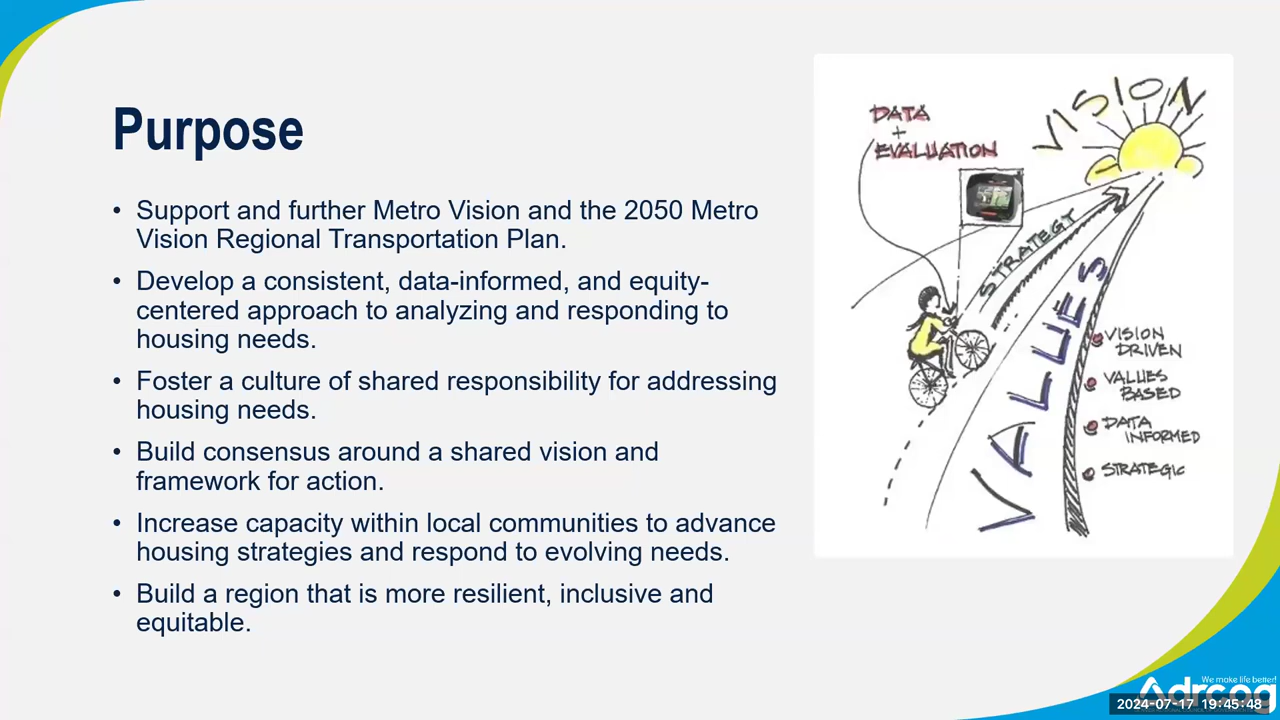 Purpose
• Support and further Metro Vision and the 2050 Metro
Vision Regional Transportation Plan.
• Develop a consistent, data-informed, and equity-
centered approach to analyzing and responding to
housing needs.
• Foster a culture of shared responsibility for addressing
housing needs.
• Build consensus around a shared vision and
framework for action.
• Increase capacity within local communities to advance
housing strategies and respond to evolving needs.
• Build a region that is more resilient, inclusive and
equitable.
VISION
DATA
+
EVALUATION
STRATEGY
VALUES
VISION
DRIVEN
VALUES
BASED
DATA
INFORMED
STRATEGIC
We make life better!
drcog
2024-07-17 19:45:48